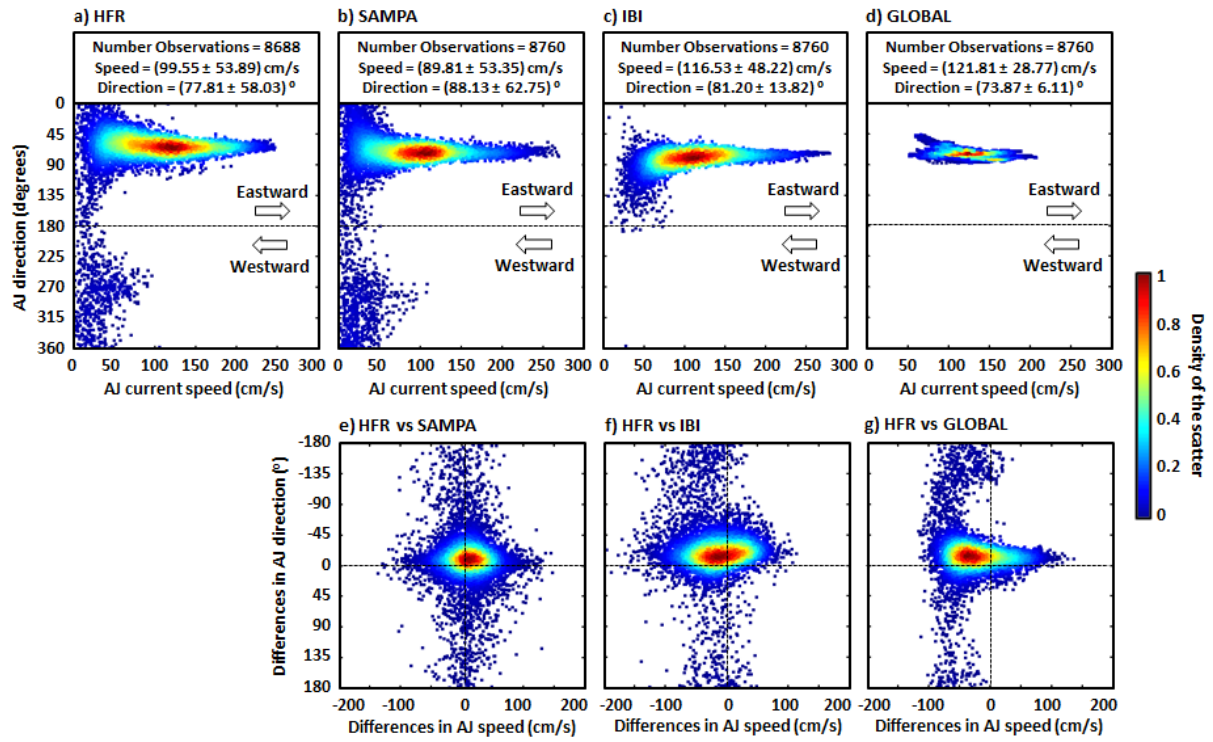 a) HFR
b) SAMPA
c) IBI
d) GLOBAL
Number Observations = 8688
Speed = (99.55 ± 53.89) cm/s
Direction = (77.81 ± 58.03) º
Number Observations = 8760
Speed = (89.81 ± 53.35) cm/s
Direction = (88.13 ± 62.75) º
Number Observations = 8760
Speed = (116.53 ± 48.22) cm/s
Direction = (81.20 ± 13.82) º
Number Observations = 8760
Speed = (121.81 ± 28.77) cm/s
Direction = (73.87 ± 6.11) º
AJ direction (degrees)
0
45
90
135
180
225
270
315
360
Eastward
Westward
Eastward
Westward
Eastward
Westward
Eastward
Westward
0 50 100 150 200 250 300
0 50 100 150 200 250 300
0 50 100 150 200 250 300
0 50 100 150 200 250 300
AJ current speed (cm/s)
AJ current speed (cm/s)
AJ current speed (cm/s)
AJ current speed (cm/s)
1
0.8
0.6
0.4
0.2
0
Density of the scatter
e) HFR vs SAMPA
f) HFR vs IBI
g) HFR vs GLOBAL
Differences in AJ direction (º)
-180
-135
-90
-45
0
45
90
135
180
-200 -100 0 100 200
-200 -100 0 100 200
-200 -100 0 100 200
Differences in AJ speed (cm/s)
Differences in AJ speed (cm/s)
Differences in AJ speed (cm/s)